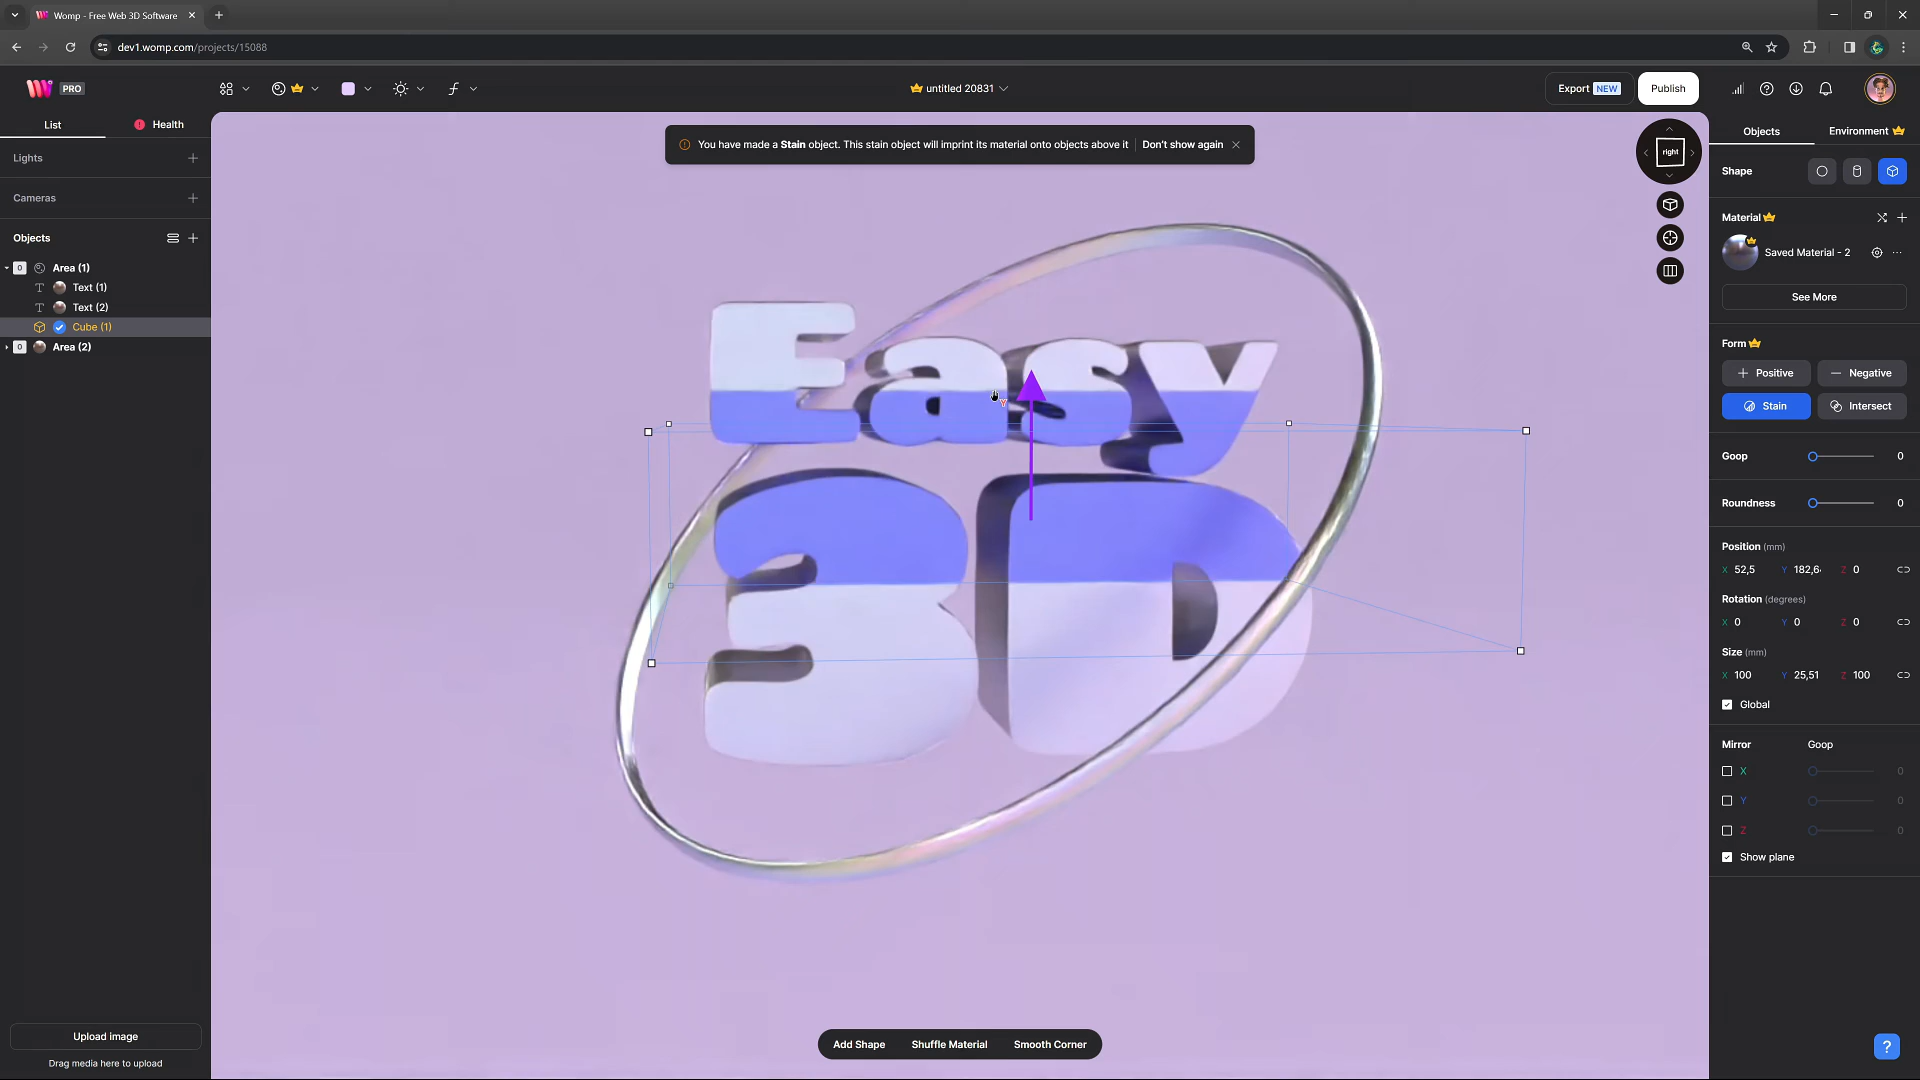 Womp - Free Web 3D Software
dev1.womp.com/projects/15088
PRO
untitled 20831
Export NEW
Publish
List
Health
Lights
Cameras
Objects
0 Area (1)
Text (1)
Text (2)
Cube (1)
0 Area (2)
Upload image
Drag media here to upload
You have made a Stain object. This stain object will imprint its material onto objects above it
Don't show again
right
Easy
3D
Y
Add Shape
Shuffle Material
Smooth Corner
Objects
Environment
Shape
Material
Saved Material - 2
See More
Form
Positive
Negative
Stain
Intersect
Goop 0
Roundness 0
Position (mm)
X 52,5 Y 182,6 Z 0
Rotation (degrees)
X 0 Y 0 Z 0
Size (mm)
X 100 Y 25,51 Z 100
Global
Mirror Goop
X 0
Y 0
Z 0
Show plane
?